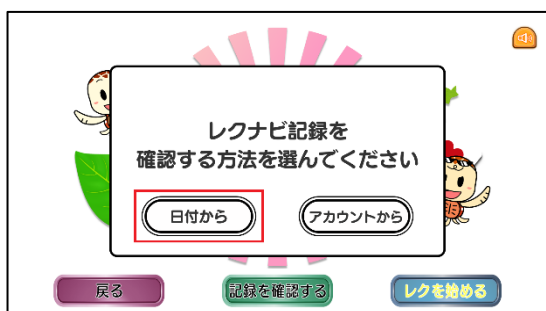 レクナビ記録を
確認する方法を選んでください
日付から
アカウントから
戻る
記録を確認する
レクを始める